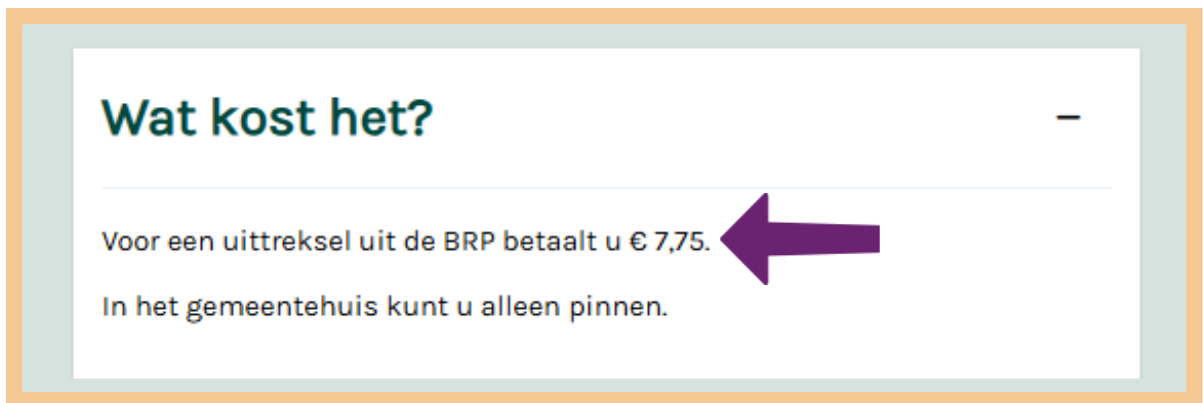 Wat kost het?
Voor een uittreksel uit de BRP betaalt u € 7,75.
In het gemeentehuis kunt u alleen pinnen.